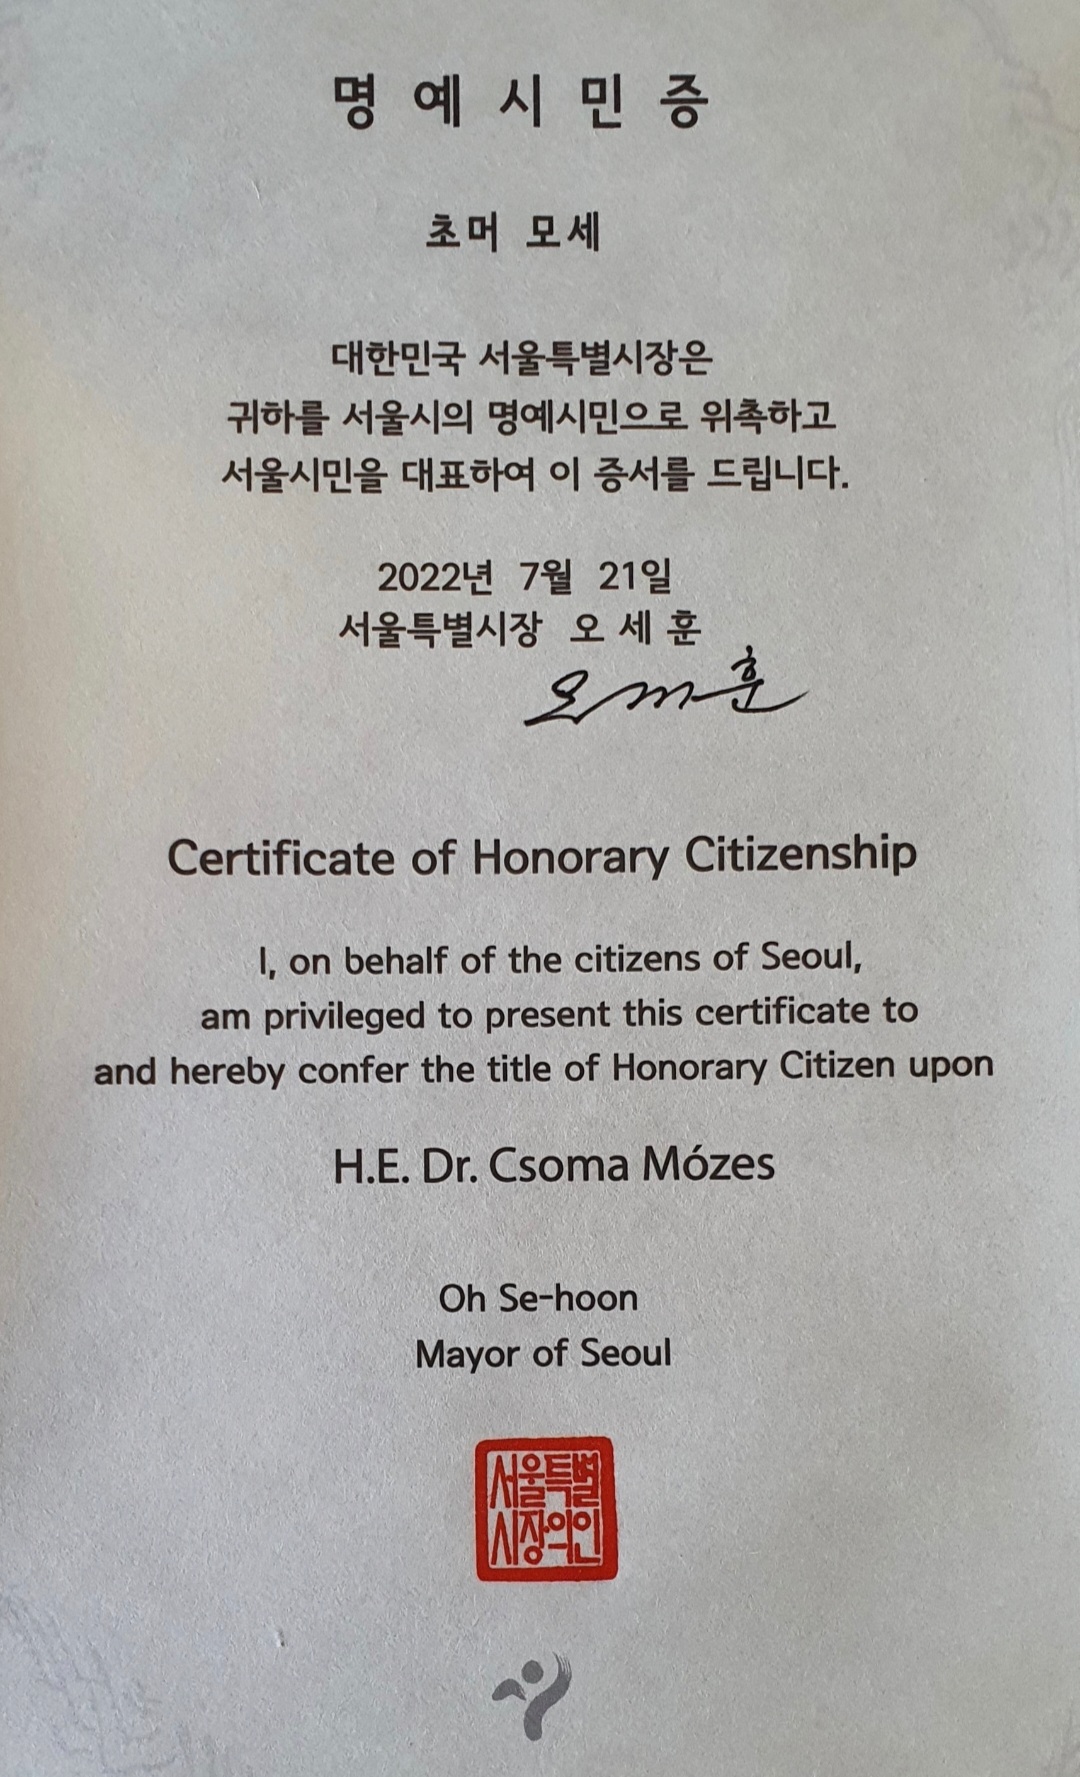 명 예 시 민 증
초머 모세
대한민국 서울특별시장은
귀하를 서울시의 명예시민으로 위촉하고
서울시민을 대표하여 이 증서를 드립니다.
2022년 7월 21일
서울특별시장 오 세 훈
오세훈
Certificate of Honorary Citizenship
I, on behalf of the citizens of Seoul,
am privileged to present this certificate to
and hereby confer the title of Honorary Citizen upon
H.E. Dr. Csoma Mózes
Oh Se-hoon
Mayor of Seoul
서울특별
시장의인